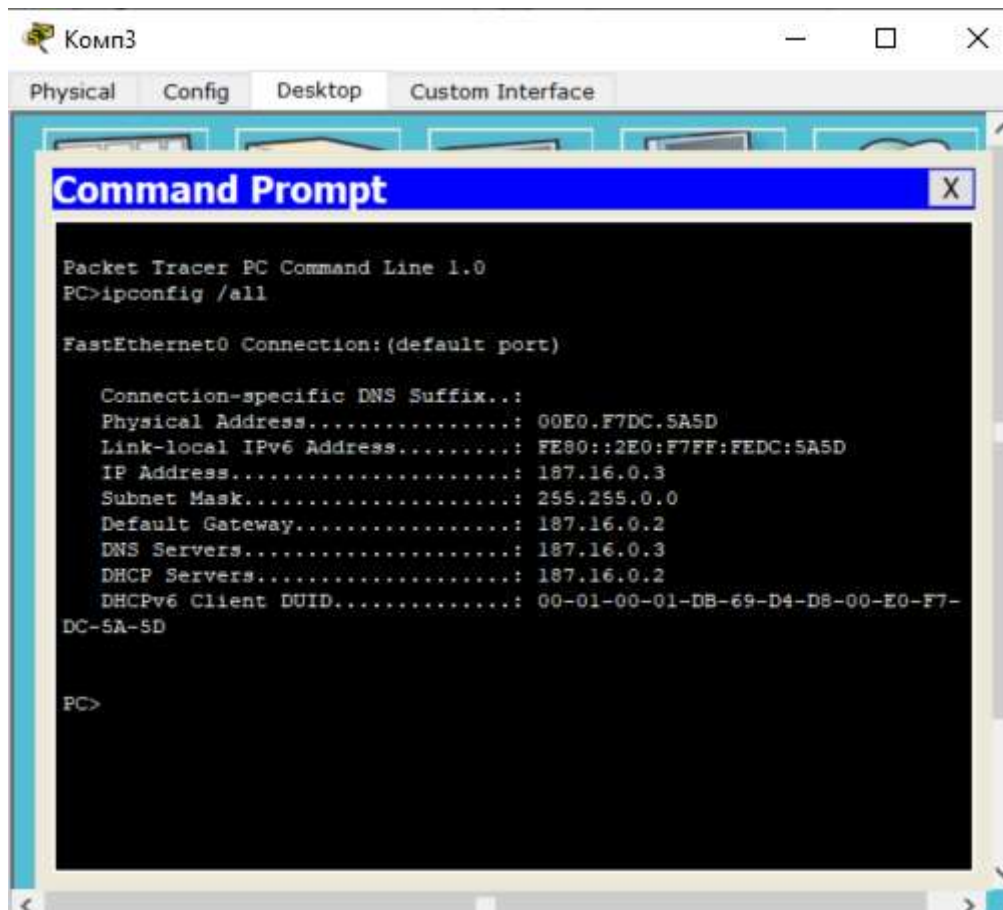 Комп3
Physical Config Desktop Custom Interface
Command Prompt X
Packet Tracer PC Command Line 1.0
PC>ipconfig /all
FastEthernet0 Connection:(default port)
Connection-specific DNS Suffix..:
Physical Address................: 00E0.F7DC.5A5D
Link-local IPv6 Address.........: FE80::2E0:F7FF:FEDC:5A5D
IP Address......................: 187.16.0.3
Subnet Mask.....................: 255.255.0.0
Default Gateway.................: 187.16.0.2
DNS Servers.....................: 187.16.0.3
DHCP Servers....................: 187.16.0.2
DHCPv6 Client DUID..............: 00-01-00-01-DB-69-D4-D8-00-E0-F7-
DC-5A-5D
PC>